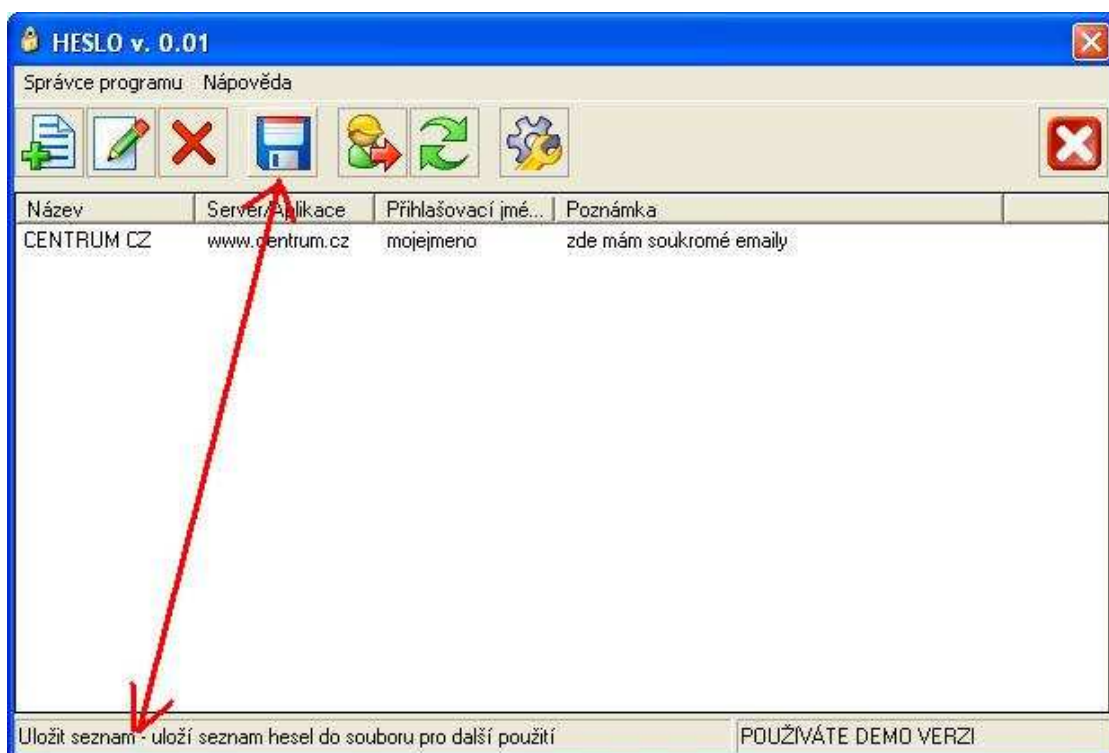 HESLO v. 0.01
Správce programu Nápověda
Název Server/Aplikace Přihlašovací jmé... Poznámka
CENTRUM CZ www.centrum.cz mojejmeno zde mám soukromé emaily
Uložit seznam - uloží seznam hesel do souboru pro další použití POUŽÍVÁTE DEMO VERZI